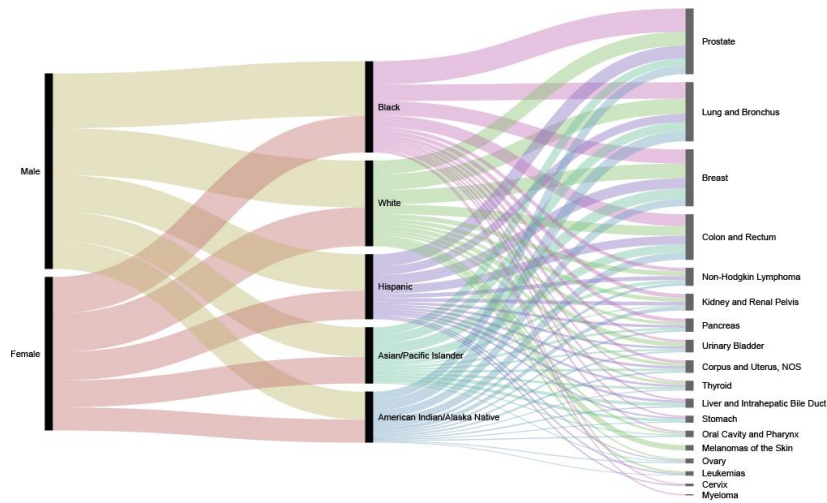 Male
Female
Black
White
Hispanic
Asian/Pacific Islander
American Indian/Alaska Native
Prostate
Lung and Bronchus
Breast
Colon and Rectum
Non-Hodgkin Lymphoma
Kidney and Renal Pelvis
Pancreas
Urinary Bladder
Corpus and Uterus, NOS
Thyroid
Liver and Intrahepatic Bile Duct
Stomach
Oral Cavity and Pharynx
Melanomas of the Skin
Ovary
Leukemias
Cervix
Myeloma